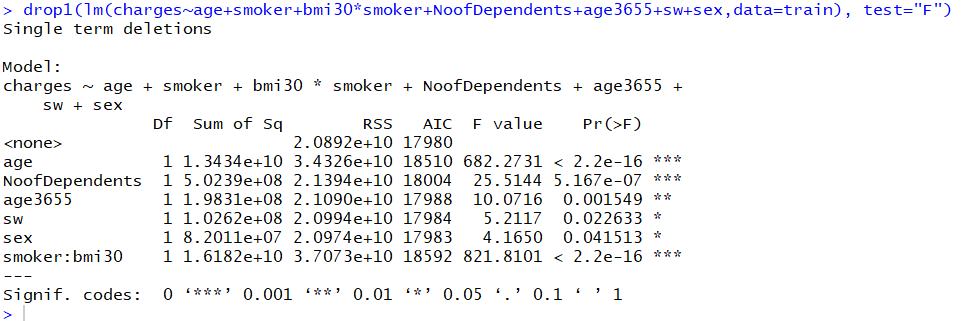 > drop1(lm(charges~age+smoker+bmi30*smoker+NoofDependents+age3655+sw+sex,data=train), test="F")
Single term deletions
Model:
charges ~ age + smoker + bmi30 * smoker + NoofDependents + age3655 +
    sw + sex
               Df  Sum of Sq        RSS   AIC  F value    Pr(>F)
<none>                       2.0892e+10 17980
age             1 1.3434e+10 3.4326e+10 18510 682.2731 < 2.2e-16 ***
NoofDependents  1 5.0239e+08 2.1394e+10 18004  25.5144 5.167e-07 ***
age3655         1 1.9831e+08 2.1090e+10 17988  10.0716  0.001549 **
sw              1 1.0262e+08 2.0994e+10 17984   5.2117  0.022633 *
sex             1 8.2011e+07 2.0974e+10 17983   4.1650  0.041513 *
smoker:bmi30    1 1.6182e+10 3.7073e+10 18592 821.8101 < 2.2e-16 ***
---
Signif. codes:  0 ‘***’ 0.001 ‘**’ 0.01 ‘*’ 0.05 ‘.’ 0.1 ‘ ’ 1
>